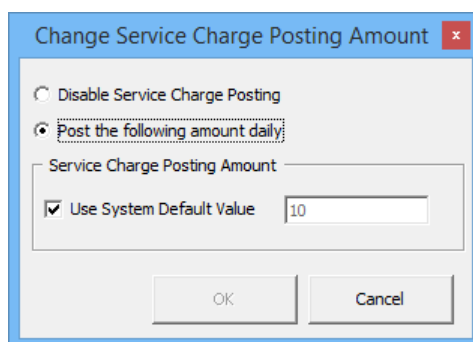 Change Service Charge Posting Amount x
Disable Service Charge Posting
Post the following amount daily
Service Charge Posting Amount
Use System Default Value 10
OK Cancel